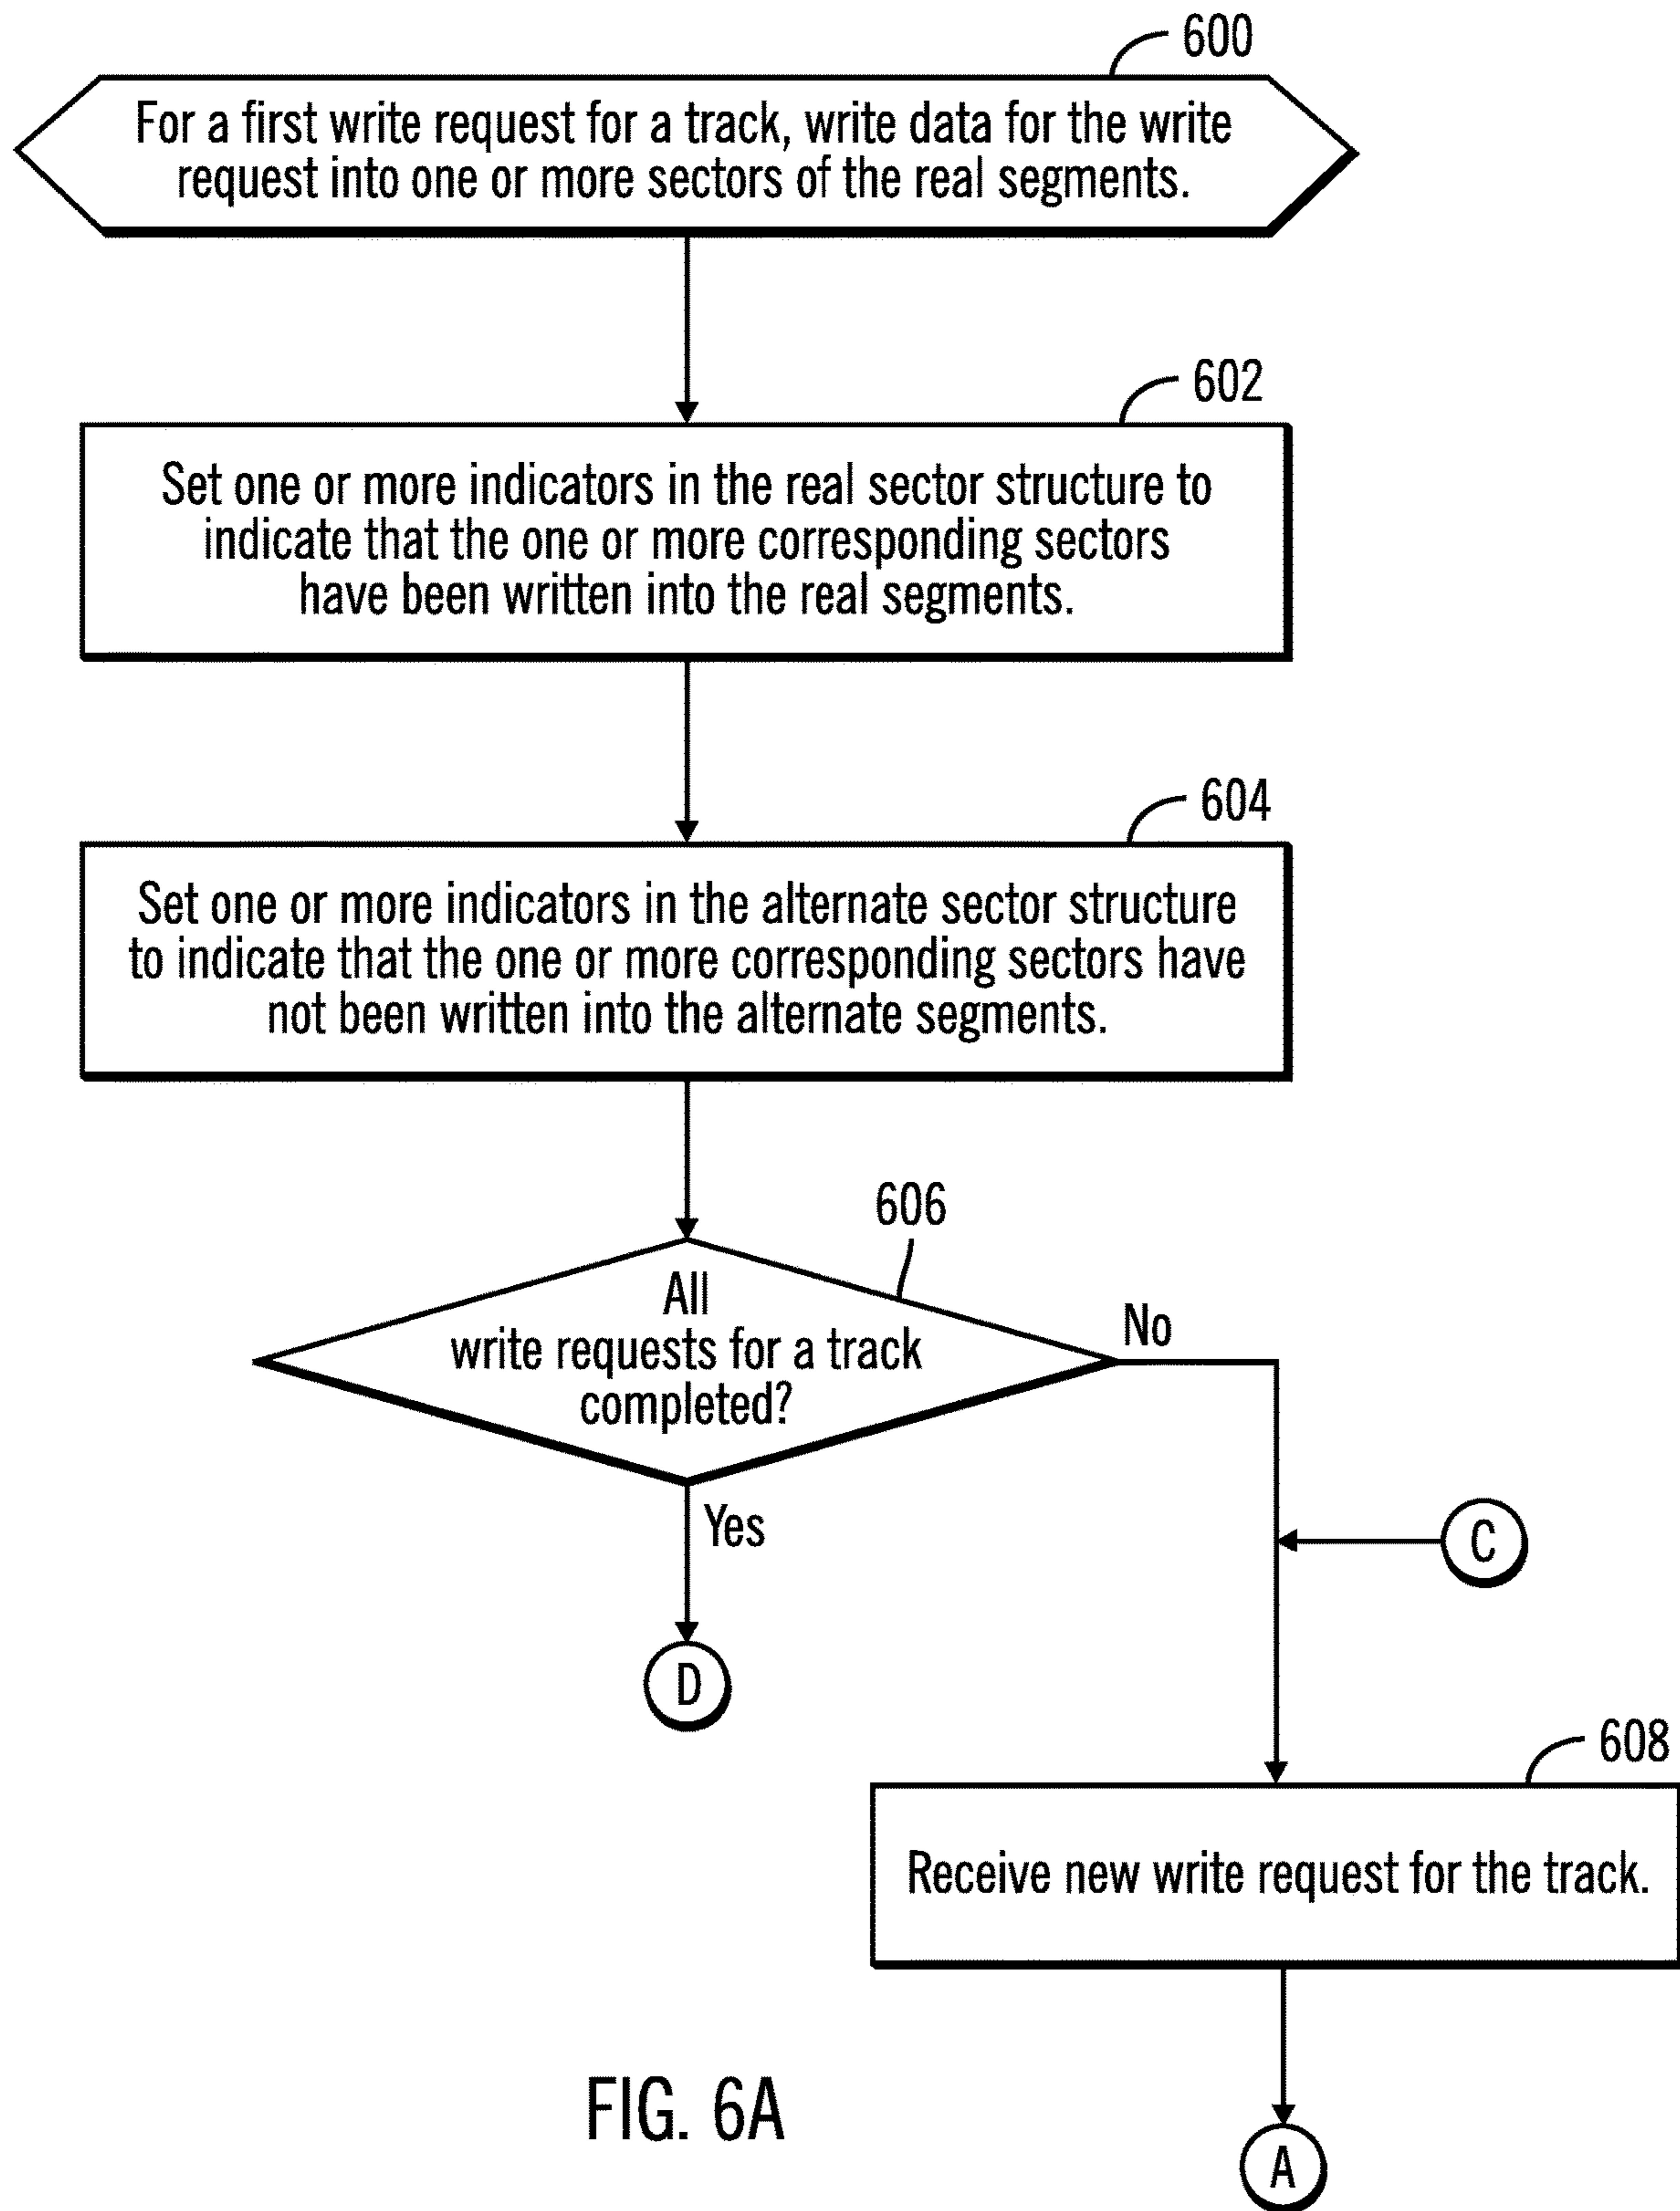 600
For a first write request for a track, write data for the write
request into one or more sectors of the real segments.
602
Set one or more indicators in the real sector structure to
indicate that the one or more corresponding sectors
have been written into the real segments.
604
Set one or more indicators in the alternate sector structure
to indicate that the one or more corresponding sectors have
not been written into the alternate segments.
606
All
write requests for a track
completed?
No
Yes
C
D
608
Receive new write request for the track.
A
FIG. 6A